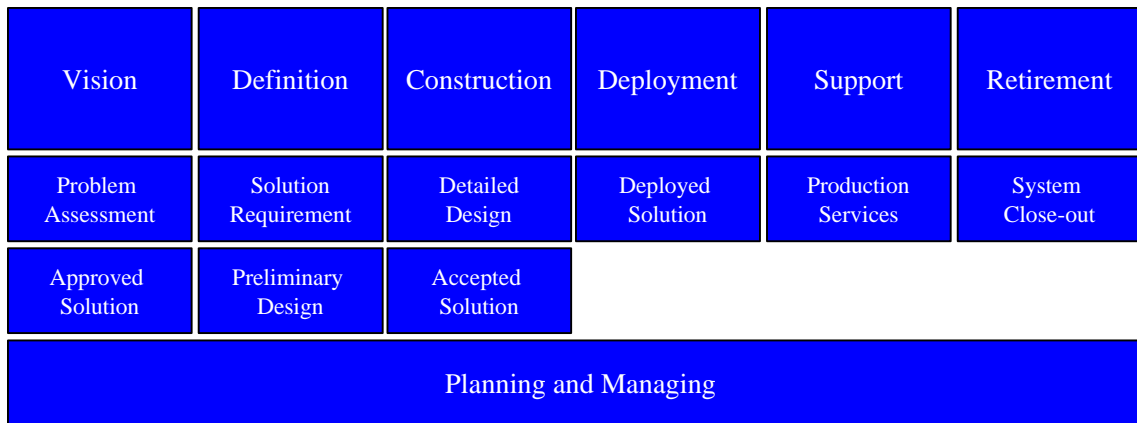 Vision
Definition
Construction
Deployment
Support
Retirement
Problem
Assessment
Solution
Requirement
Detailed
Design
Deployed
Solution
Production
Services
System
Close-out
Approved
Solution
Preliminary
Design
Accepted
Solution
Planning and Managing